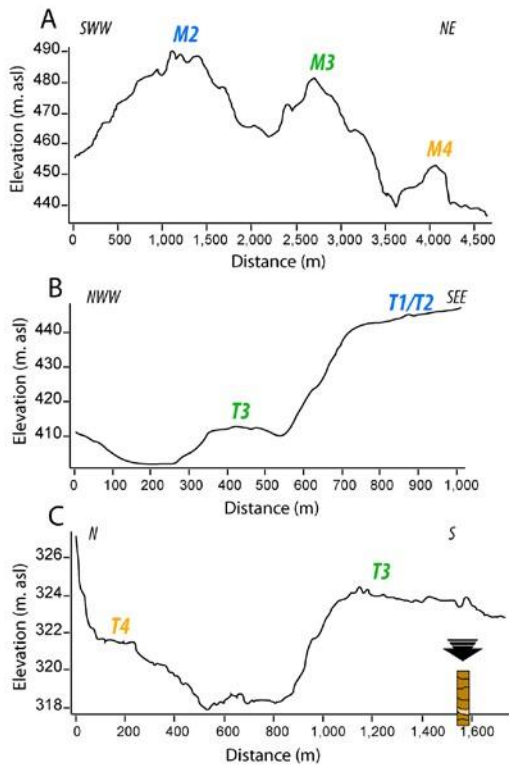 A
SWW
M2
NE
M3
M4
490
480
470
460
450
440
Elevation (m. asl)
0
500
1,000
1,500
2,000
2,500
3,000
3,500
4,000
4,500
Distance (m)
B
NWW
T1/T2
SEE
T3
440
430
420
410
Elevation (m. asl)
0
100
200
300
400
500
600
700
800
900
1,000
Distance (m)
C
N
S
T3
T4
326
324
322
320
318
Elevation (m. asl)
0
200
400
600
800
1,000
1,200
1,400
1,600
Distance (m)